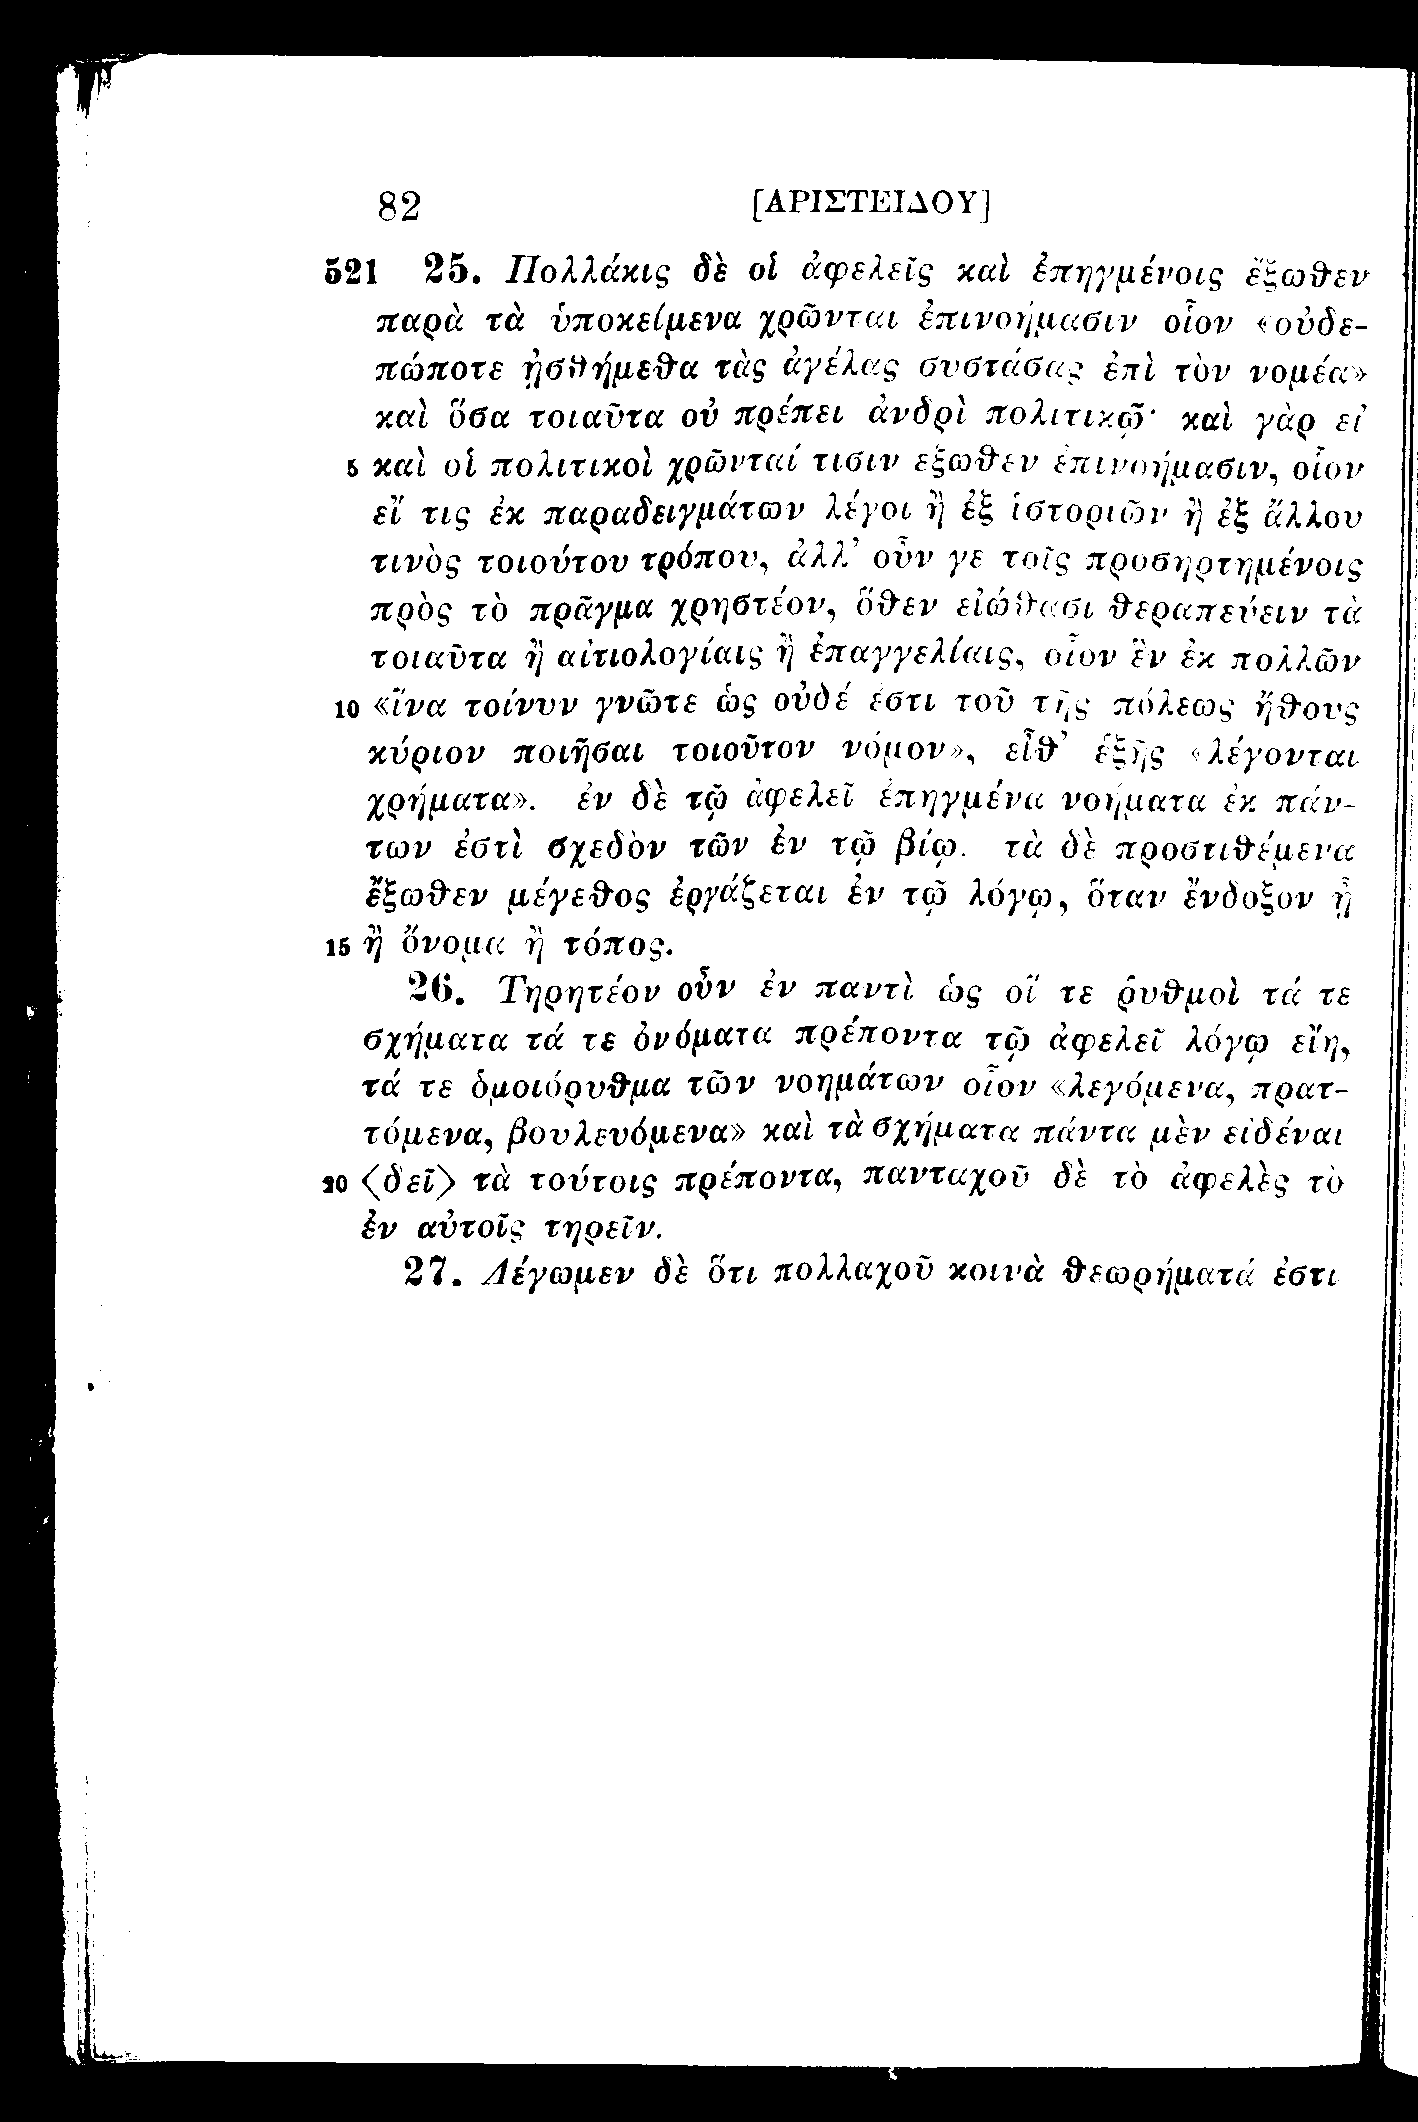 82 [ΑΡΙΣΤΕΙΔΟΥ]
521 25. Πολλάκις δὲ οἱ ἀφελεῖς καὶ ἐπηγμένοις ἔξωθεν
παρὰ τὰ ὑποκείμενα χρῶνται ἐπινοήμασιν οἷον «οὐδε-
πώποτε ᾐσθήμεθα τὰς ἀγέλας συστάσας ἐπὶ τὸν νομέα»
καὶ ὅσα τοιαῦτα οὐ πρέπει ἀνδρὶ πολιτικῷ· καὶ γὰρ εἰ
5 καὶ οἱ πολιτικοὶ χρῶνταί τισιν ἔξωθεν ἐπινοήμασιν, οἷον
εἴ τις ἐκ παραδειγμάτων λέγοι ἢ ἐξ ἱστοριῶν ἢ ἐξ ἄλλου
τινὸς τοιούτου τρόπου, ἀλλ’ οὖν γε τοῖς προσηρτημένοις
πρὸς τὸ πρᾶγμα χρηστέον, ὅθεν εἰώθασι θεραπεύειν τὰ
τοιαῦτα ἢ αἰτιολογίαις ἢ ἐπαγγελίαις, οἷον ἓν ἐκ πολλῶν
10 «ἵνα τοίνυν γνῶτε ὡς οὐδέ ἐστι τοῦ τῆς πόλεως ἤθους
κύριον ποιῆσαι τοιοῦτον νόμον», εἶθ’ ἑξῆς «λέγονται
χρήματα». ἐν δὲ τῷ ἀφελεῖ ἐπηγμένα νοήματα ἐκ πάν-
των ἐστὶ σχεδὸν τῶν ἐν τῷ βίῳ. τὰ δὲ προστιθέμενα
ἔξωθεν μέγεθος ἐργάζεται ἐν τῷ λόγῳ, ὅταν ἔνδοξον ᾖ
15 ἢ ὄνομα ἢ τόπος.
26. Τηρητέον οὖν ἐν παντὶ ὡς οἵ τε ῥυθμοὶ τά τε
σχήματα τά τε ὀνόματα πρέποντα τῷ ἀφελεῖ λόγῳ εἴη,
τά τε ὁμοιόρυθμα τῶν νοημάτων οἷον «λεγόμενα, πρατ-
τόμενα, βουλευόμενα» καὶ τὰ σχήματα πάντα μὲν εἰδέναι
20 〈δεῖ〉 τὰ τούτοις πρέποντα, πανταχοῦ δὲ τὸ ἀφελὲς τὸ
ἐν αὐτοῖς τηρεῖν.
27. Λέγωμεν δὲ ὅτι πολλαχοῦ κοινὰ θεωρήματά ἐστι